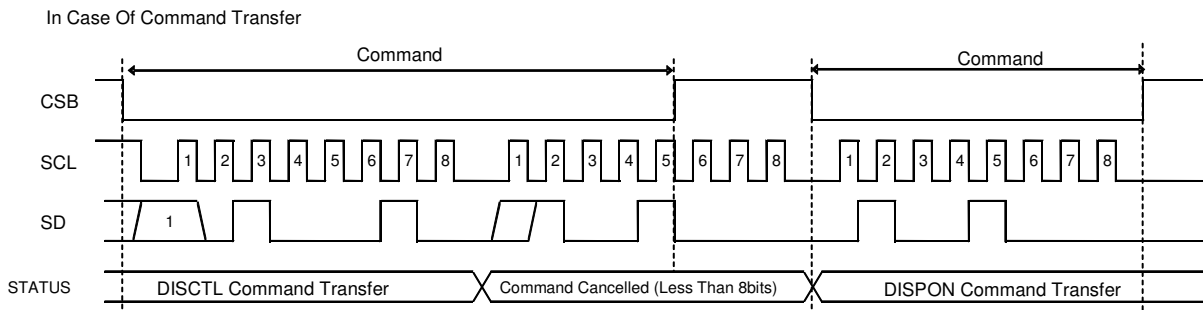 In Case Of Command Transfer
Command Command
CSB
SCL 1 2 3 4 5 6 7 8 1 2 3 4 5 6 7 8 1 2 3 4 5 6 7 8
SD 1
STATUS DISCTL Command Transfer Command Cancelled (Less Than 8bits) DISPON Command Transfer